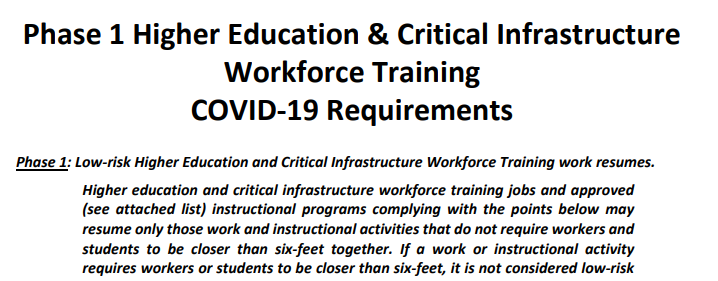 Phase 1 Higher Education & Critical Infrastructure
Workforce Training
COVID-19 Requirements
Phase 1: Low-risk Higher Education and Critical Infrastructure Workforce Training work resumes.
Higher education and critical infrastructure workforce training jobs and approved
(see attached list) instructional programs complying with the points below may
resume only those work and instructional activities that do not require workers and
students to be closer than six-feet together. If a work or instructional activity
requires workers or students to be closer than six-feet, it is not considered low-risk